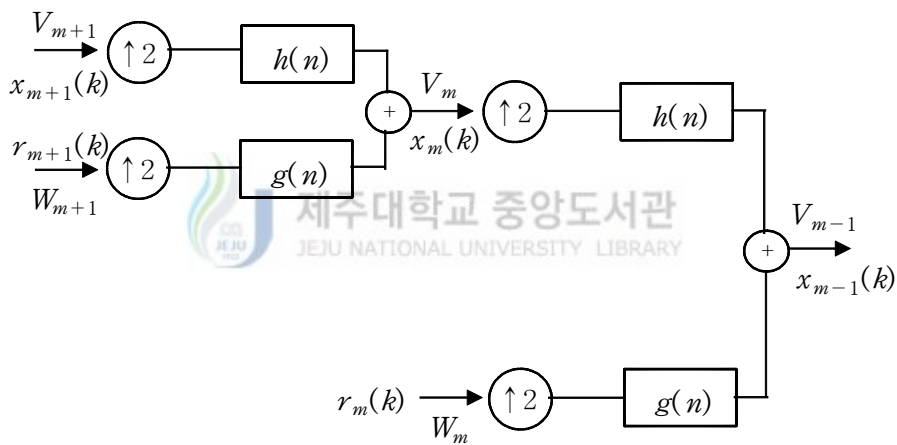 V_{m+1}
↑2
h(n)
x_{m+1}(k)
+
V_m
x_m(k)
↑2
h(n)
r_{m+1}(k)
↑2
g(n)
W_{m+1}
제주대학교 중앙도서관
JEJU NATIONAL UNIVERSITY LIBRARY
JEJU
1952
V_{m-1}
+
x_{m-1}(k)
r_m(k)
W_m
↑2
g(n)